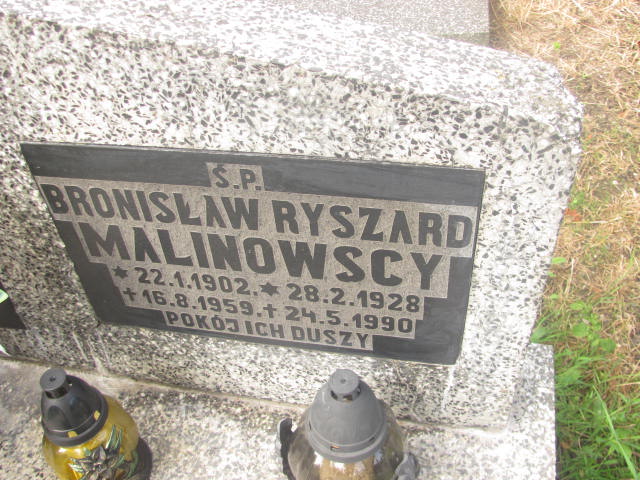 Ś.P.
BRONISŁAW RYSZARD
MALINOWSCY
★22.1.1902.★28.2.1928
†16.8.1959.†24.5.1990
POKÓJ ICH DUSZY